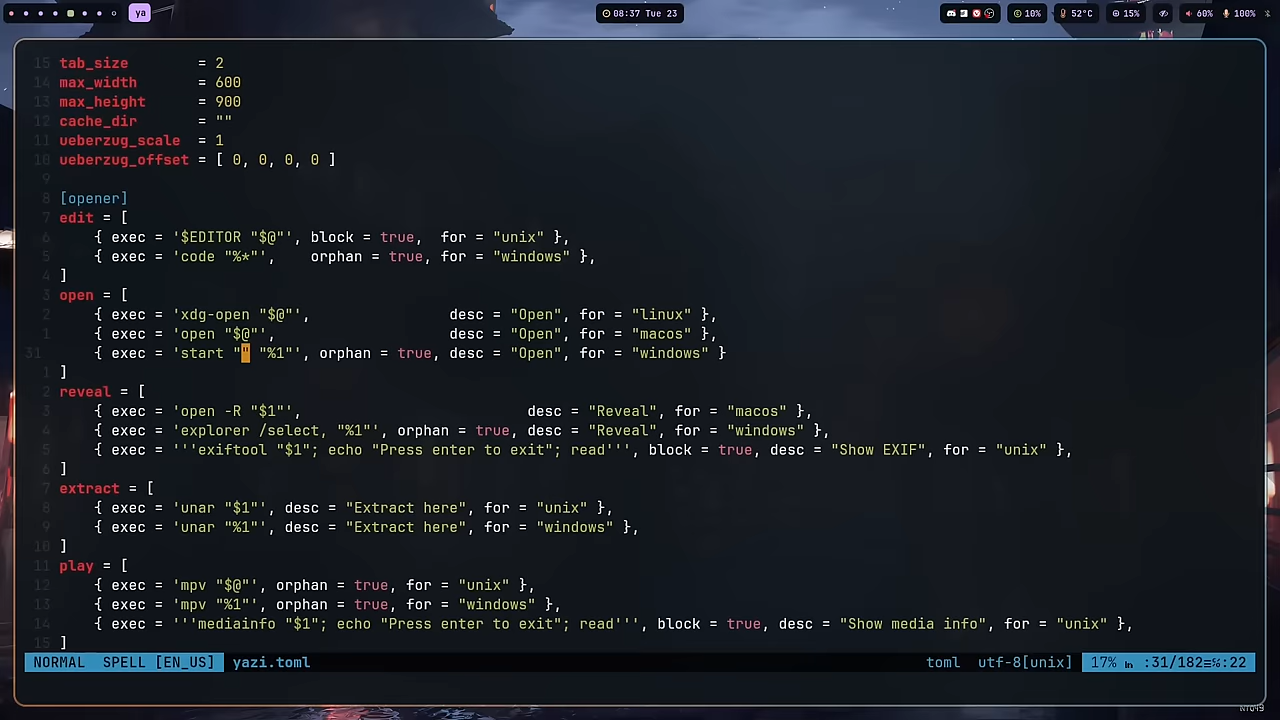 ya
08:37 Tue 23
10%
52°C
15%
60%
100%
15 tab_size = 2
14 max_width = 600
13 max_height = 900
12 cache_dir = ""
11 ueberzug_scale = 1
10 ueberzug_offset = [ 0, 0, 0, 0 ]
9
8 [opener]
7 edit = [
6 { exec = '$EDITOR "$@"', block = true, for = "unix" },
5 { exec = 'code "%*"', orphan = true, for = "windows" },
4 ]
3 open = [
2 { exec = 'xdg-open "$@"', desc = "Open", for = "linux" },
1 { exec = 'open "$@"', desc = "Open", for = "macos" },
31 { exec = 'start "" "%1"', orphan = true, desc = "Open", for = "windows" }
1 ]
2 reveal = [
3 { exec = 'open -R "$1"', desc = "Reveal", for = "macos" },
4 { exec = 'explorer /select, "%1"', orphan = true, desc = "Reveal", for = "windows" },
5 { exec = '''exiftool "$1"; echo "Press enter to exit"; read''', block = true, desc = "Show EXIF", for = "unix" },
6 ]
7 extract = [
8 { exec = 'unar "$1"', desc = "Extract here", for = "unix" },
9 { exec = 'unar "%1"', desc = "Extract here", for = "windows" },
10 ]
11 play = [
12 { exec = 'mpv "$@"', orphan = true, for = "unix" },
13 { exec = 'mpv "%1"', orphan = true, for = "windows" },
14 { exec = '''mediainfo "$1"; echo "Press enter to exit"; read''', block = true, desc = "Show media info", for = "unix" },
15 ]
NORMAL SPELL [EN_US] yazi.toml toml utf-8[unix] 17% ㏑ :31/182≡℅:22